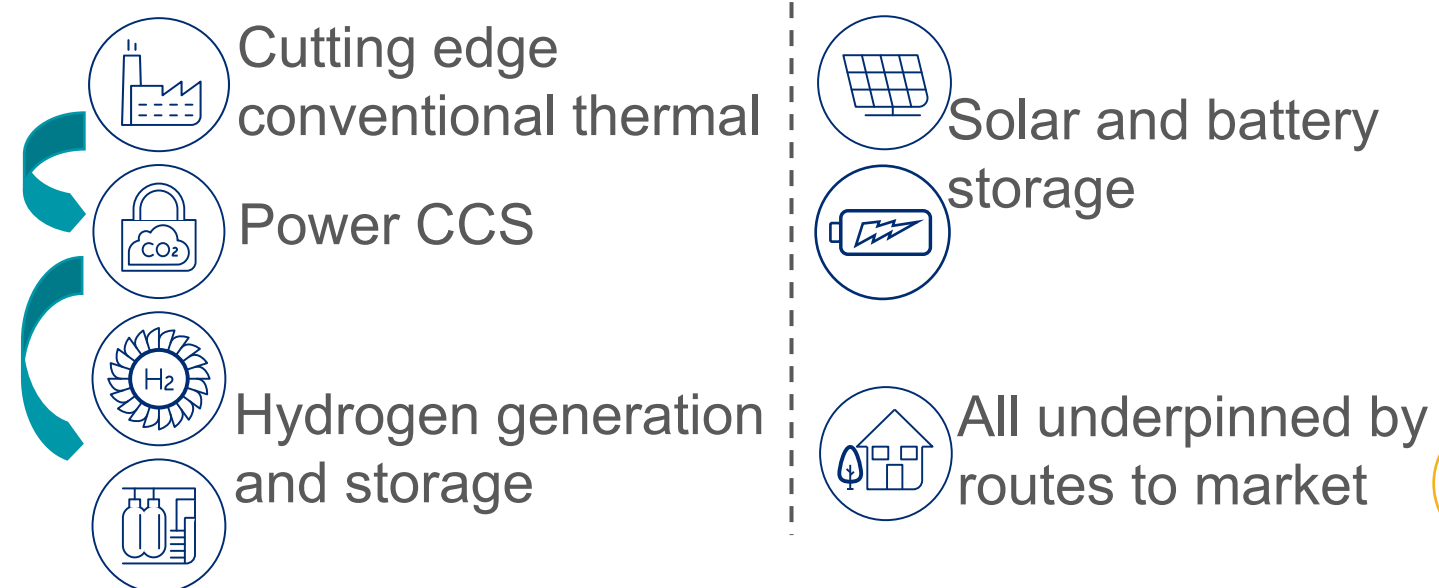 Cutting edge
conventional thermal
CO₂
Power CCS
H₂
Hydrogen generation
and storage
Solar and battery
storage
All underpinned by
routes to market